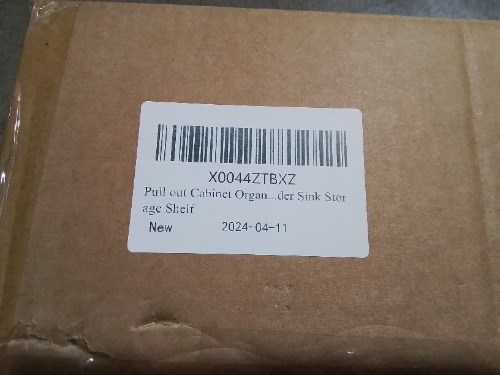 X0044ZTBXZ
Pull out Cabinet Organ...der Sink Stor
age Shelf
New 2024-04-11